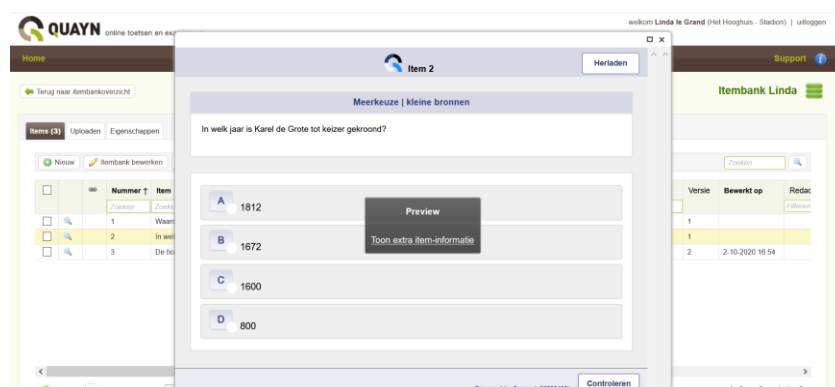 welkom Linda le Grand (Het Hooghuis - Stadion) | uitloggen
QUAYN online toetsen en
Home
Support
Terug naar itembankoverzicht
Itembank Linda
Items (3) Uploaden Eigenschappen
Nieuw Itembank bewerken
Zoeken
Nummer Item Versie Bewerkt op Redac
Zoeken
1 1
2 In wel 1
3 De ho 2 2-10-2020 16:54
Item 2
Herladen
Meerkeuze | kleine bronnen
In welk jaar is Karel de Grote tot keizer gekroond?
A 1812
B 1672
C 1600
D 800
Preview
Toon extra item-informatie
Controleren